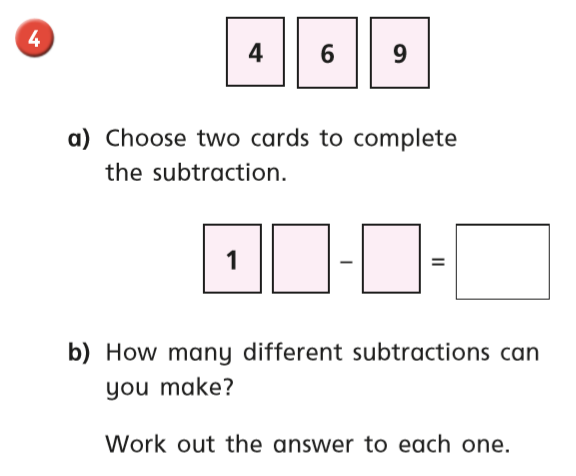 4
4 6 9
a) Choose two cards to complete
the subtraction.
1 – =
b) How many different subtractions can
you make?
Work out the answer to each one.